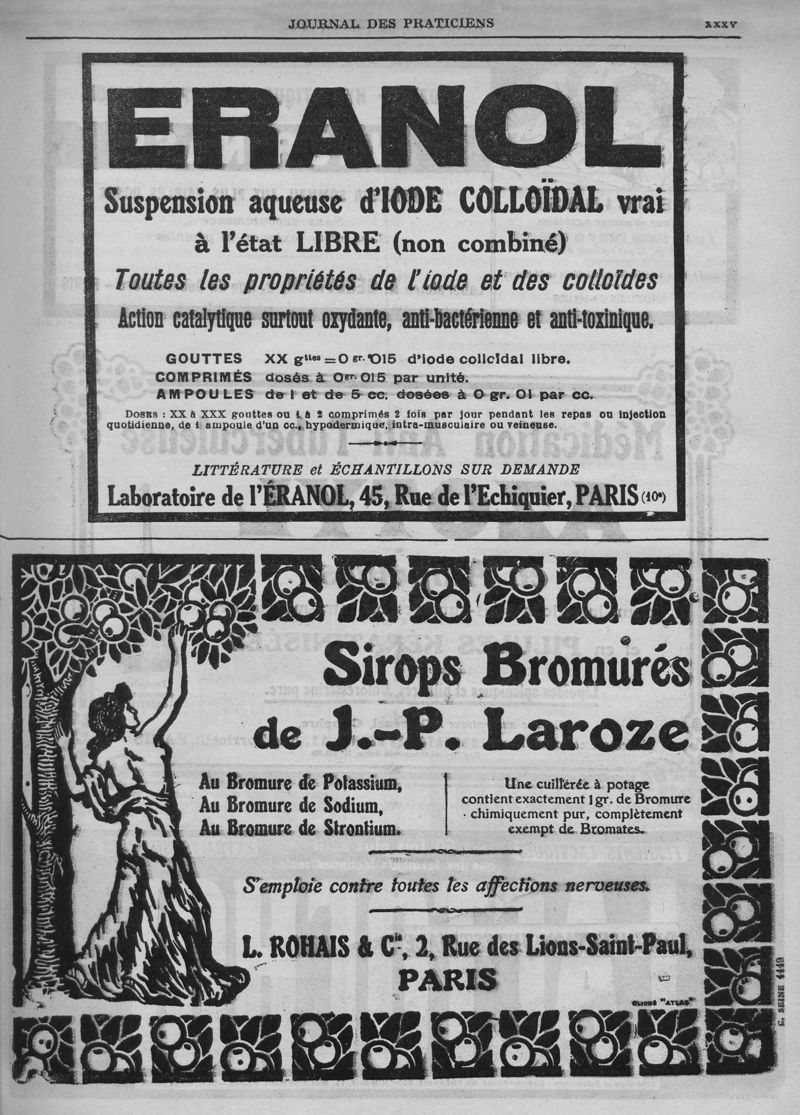 JOURNAL DES PRATICIENS
XXXV
ERANOL
Suspension aqueuse d'IODE COLLOÏDAL vrai
à l'état LIBRE (non combiné)
Toutes les propriétés de l'iode et des colloïdes
Action catalytique surtout oxydante, anti-bactérienne et anti-toxinique.
GOUTTES XX gttes = 0 gr. 015 d'iode colloïdal libre.
COMPRIMÉS dosés à 0gr. 015 par unité.
AMPOULES de 1 et de 5 cc. dosées à 0 gr. 01 par cc.
DOSES : XX à XXX gouttes ou 1 à 2 comprimés 2 fois par jour pendant les repas ou injection
quotidienne, de 1 ampoule d'un cc., hypodermique, intra-musculaire ou veineuse.
LITTÉRATURE et ÉCHANTILLONS SUR DEMANDE
Laboratoire de l'ÉRANOL, 45, Rue de l'Echiquier, PARIS (10e)
Sirops Bromurés
de J.-P. Laroze
Au Bromure de Potassium,
Au Bromure de Sodium,
Au Bromure de Strontium.
Une cuillerée à potage
contient exactement 1 gr. de Bromure
chimiquement pur, complètement
exempt de Bromates.
S'emploie contre toutes les affections nerveuses.
L. ROHAIS & Cie, 2, Rue des Lions-Saint-Paul,
PARIS
CLICHÉ "ATLAS"
SEINE 4449